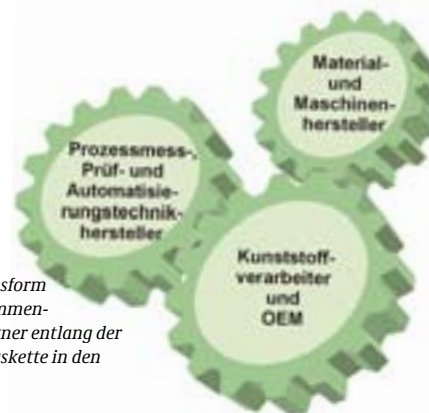 Material-
und
Maschinen-
hersteller
Prozessmess-,
Prüf- und
Automatisie-
rungstechnik-
hersteller
Kunststoff-
verarbeiter
und
OEM
sform
mmen-
ner entlang der
skette in den